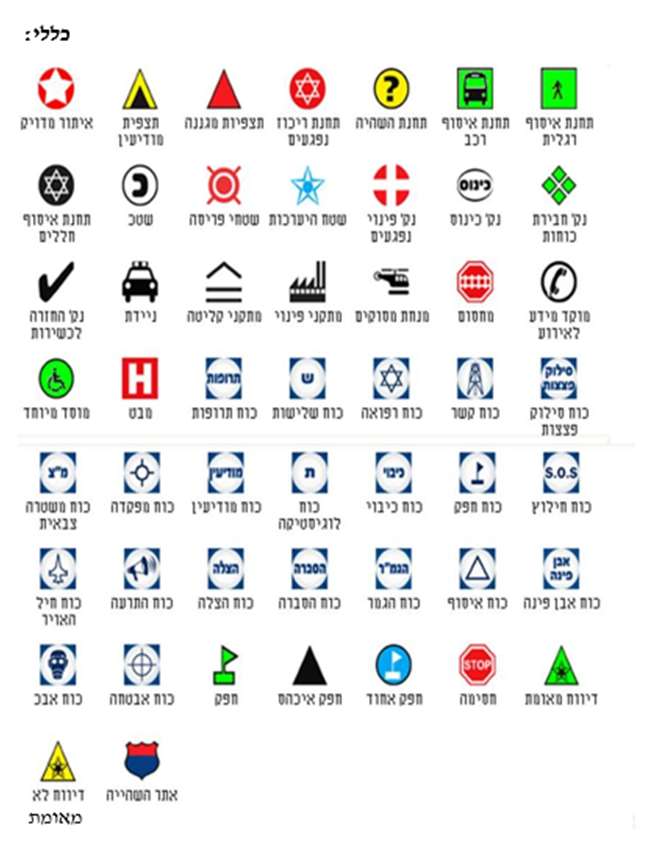 כללי:
תחנת איסוף רגלית
תחנת איסוף רכב
?
תחנת השהיה
תחנת ריכוז נפגעים
תצפיות מגננה
תצפית מודיעין
איתור מדויק
נק' חבירת כוחות
כינוס
נק' כינוס
נק' פינוי נפגעים
שטח היערכות
שטחי פריסה
כ
שטכ
תחנת איסוף חללים
מוקד מידע לאירוע
מחסום
מנחת מסוקים
מתקני פינוי
מתקני קליטה
ניידת
נק' החזרה לכשירות
סילוק פצצות
כוח סילוק פצצות
כוח קשר
כוח רפואה
ש
כוח שלישות
תרופות
כוח תרופות
H
מבט
מוסד מיוחד
S.O.S
כוח חילוץ
כוח חפק
כיבוי
כוח כיבוי
ת
כוח לוגיסטיקה
מודיעין
כוח מודיעין
כוח מפקדה
מ"צ
כוח משטרה צבאית
אבן פינה
כוח אבן פינה
כוח איסוף
הגמ"ר
כוח הגמר
הסברה
כוח הסברה
הצלה
כוח הצלה
כוח התרעה
כוח חיל האויר
דיווח מאומת
STOP
חסימה
חפק אחוד
חפק איכהס
חפק
כוח אבטחה
כוח אבכ
אתר השהייה
דיווח לא מאומת